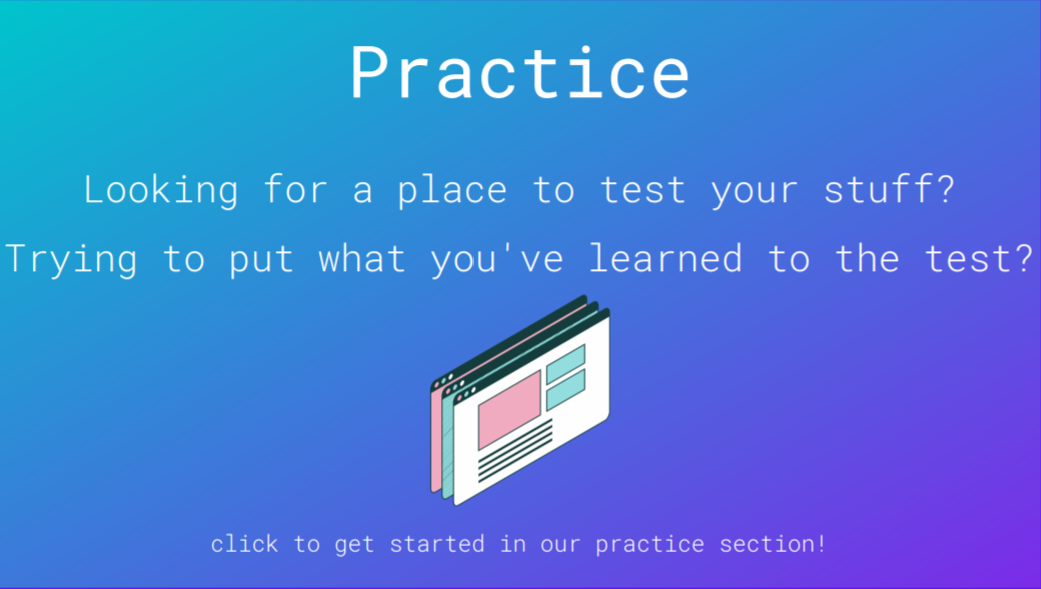 Practice
Looking for a place to test your stuff?
Trying to put what you've learned to the test?
click to get started in our practice section!